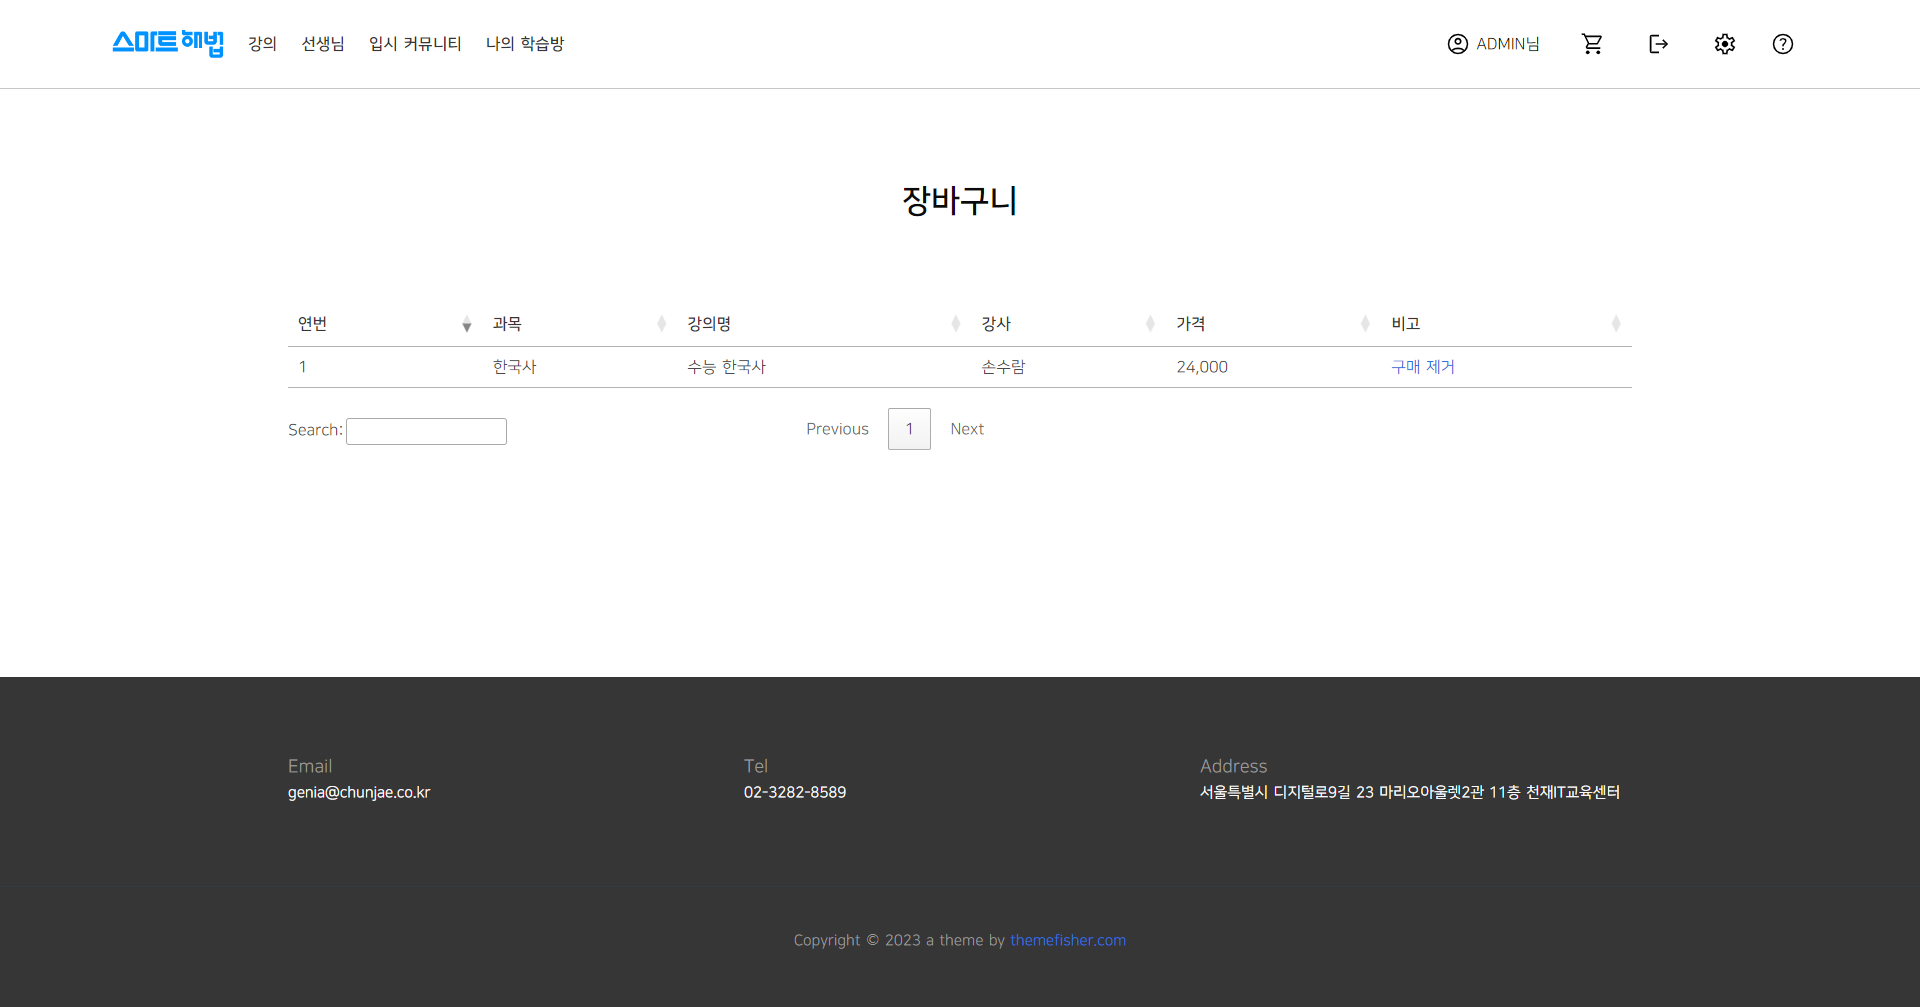 스마트해법 강의 선생님 입시 커뮤니티 나의 학습방 ADMIN님
장바구니
연번 과목 강의명 강사 가격 비고
1 한국사 수능 한국사 손수람 24,000 구매 제거
Search: Previous 1 Next
Email Tel Address
genia@chunjae.co.kr 02-3282-8589 서울특별시 디지털로9길 23 마리오아울렛2관 11층 천재IT교육센터
Copyright © 2023 a theme by themefisher.com